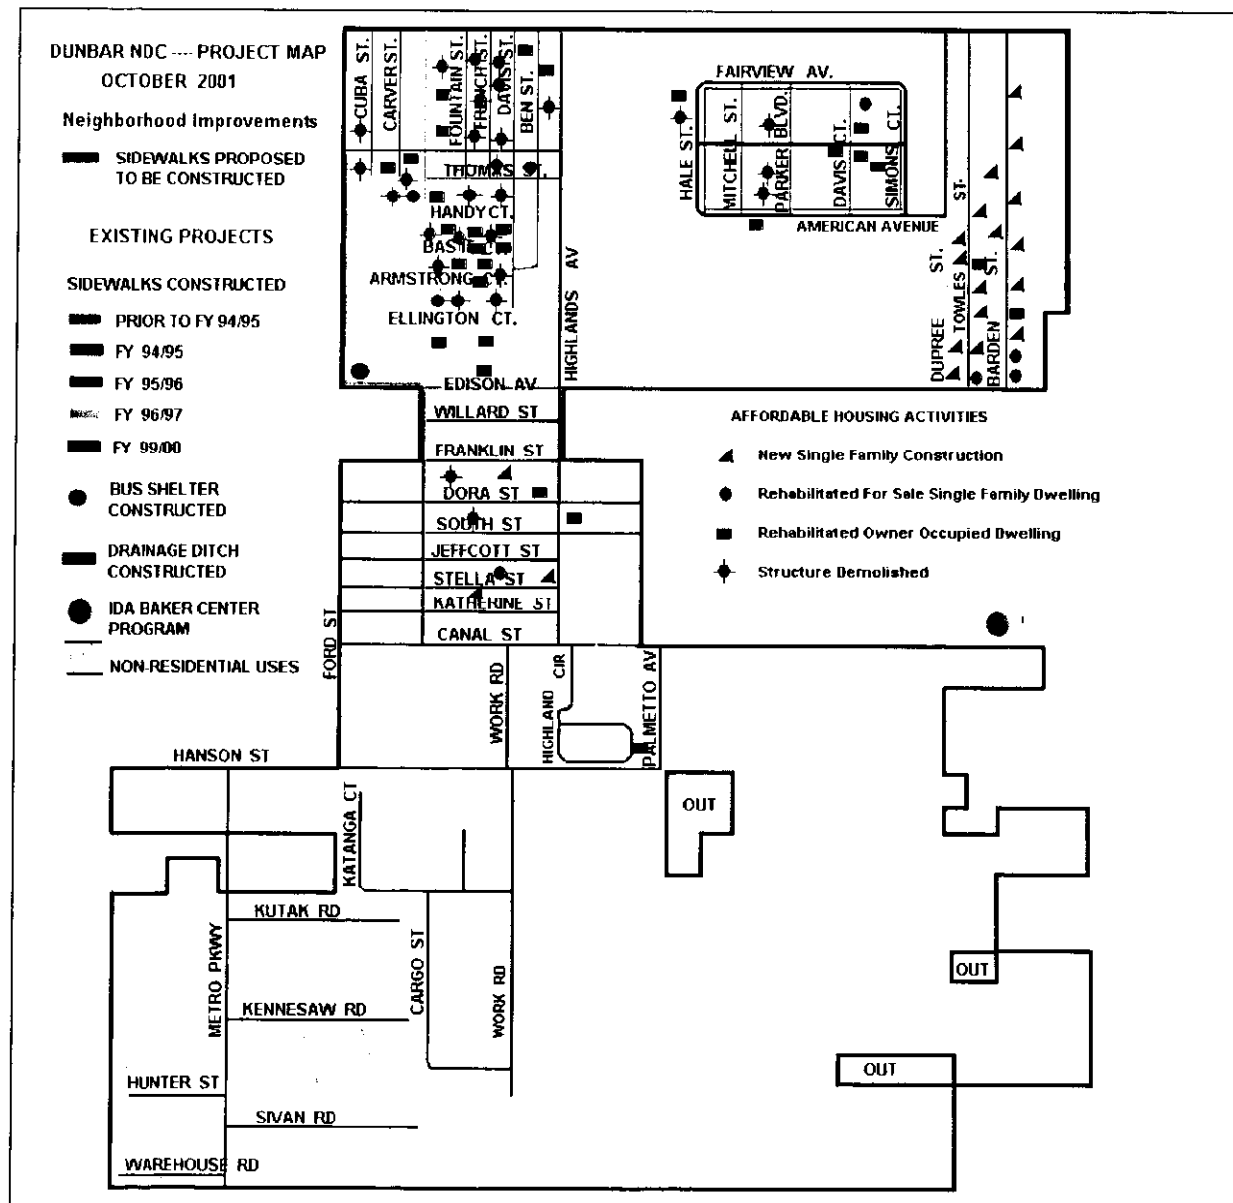 DUNBAR NDC ---- PROJECT MAP
OCTOBER 2001
Neighborhood Improvements
SIDEWALKS PROPOSED
TO BE CONSTRUCTED
EXISTING PROJECTS
SIDEWALKS CONSTRUCTED
PRIOR TO FY 94/95
FY 94/95
FY 95/96
FY 96/97
FY 99/00
BUS SHELTER
CONSTRUCTED
DRAINAGE DITCH
CONSTRUCTED
IDA BAKER CENTER
PROGRAM
NON-RESIDENTIAL USES
CUBA ST.
CARVER ST.
FOUNTAIN ST.
FRENCH ST.
DAVIS ST.
BEN ST.
THOMAS ST.
HANDY CT.
BASIE CT.
ARMSTRONG CT.
ELLINGTON CT.
EDISON AV
HIGHLANDS AV
FAIRVIEW AV.
HALE ST.
MITCHELL ST.
PARKER BLVD.
DAVIS CT.
SIMONS CT.
AMERICAN AVENUE
DUPREE ST.
TOWLES ST.
BARDEN ST.
WILLARD ST
FRANKLIN ST
DORA ST
SOUTH ST
JEFFCOTT ST
STELLA ST
KATHERINE ST
CANAL ST
FORD ST
AFFORDABLE HOUSING ACTIVITIES
New Single Family Construction
Rehabilitated For Sale Single Family Dwelling
Rehabilitated Owner Occupied Dwelling
Structure Demolished
WORK RD
HIGHLAND CIR
PALMETTO AV
HANSON ST
KATANGA CT
OUT
KUTAK RD
METRO PKWY
CARGO ST
WORK RD
OUT
KENNESAW RD
OUT
HUNTER ST
SIVAN RD
WAREHOUSE RD